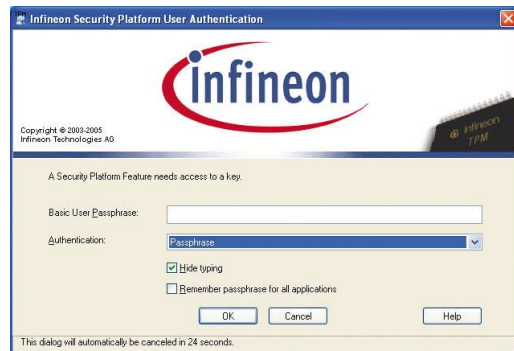 Infineon Security Platform User Authentication
infineon
Copyright © 2003-2005
Infineon Technologies AG
infineon
TPM
A Security Platform Feature needs access to a key.
Basic User Passphrase:
Authentication:
Passphrase
Hide typing
Remember passphrase for all applications
OK
Cancel
Help
This dialog will automatically be canceled in 24 seconds.